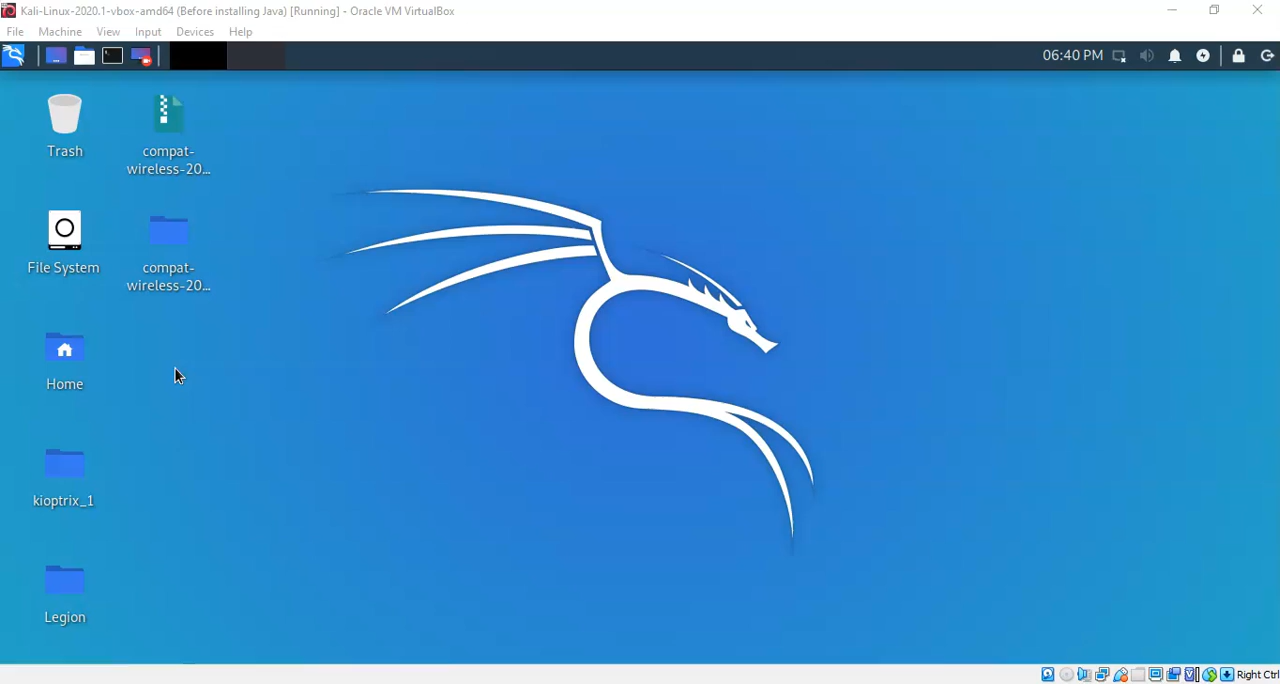 Kali-Linux-2020.1-vbox-amd64 (Before installing Java) [Running] - Oracle VM VirtualBox
File Machine View Input Devices Help
06:40 PM
Trash
compat-
wireless-20...
File System
compat-
wireless-20...
Home
kioptrix_1
Legion
Right Ctrl